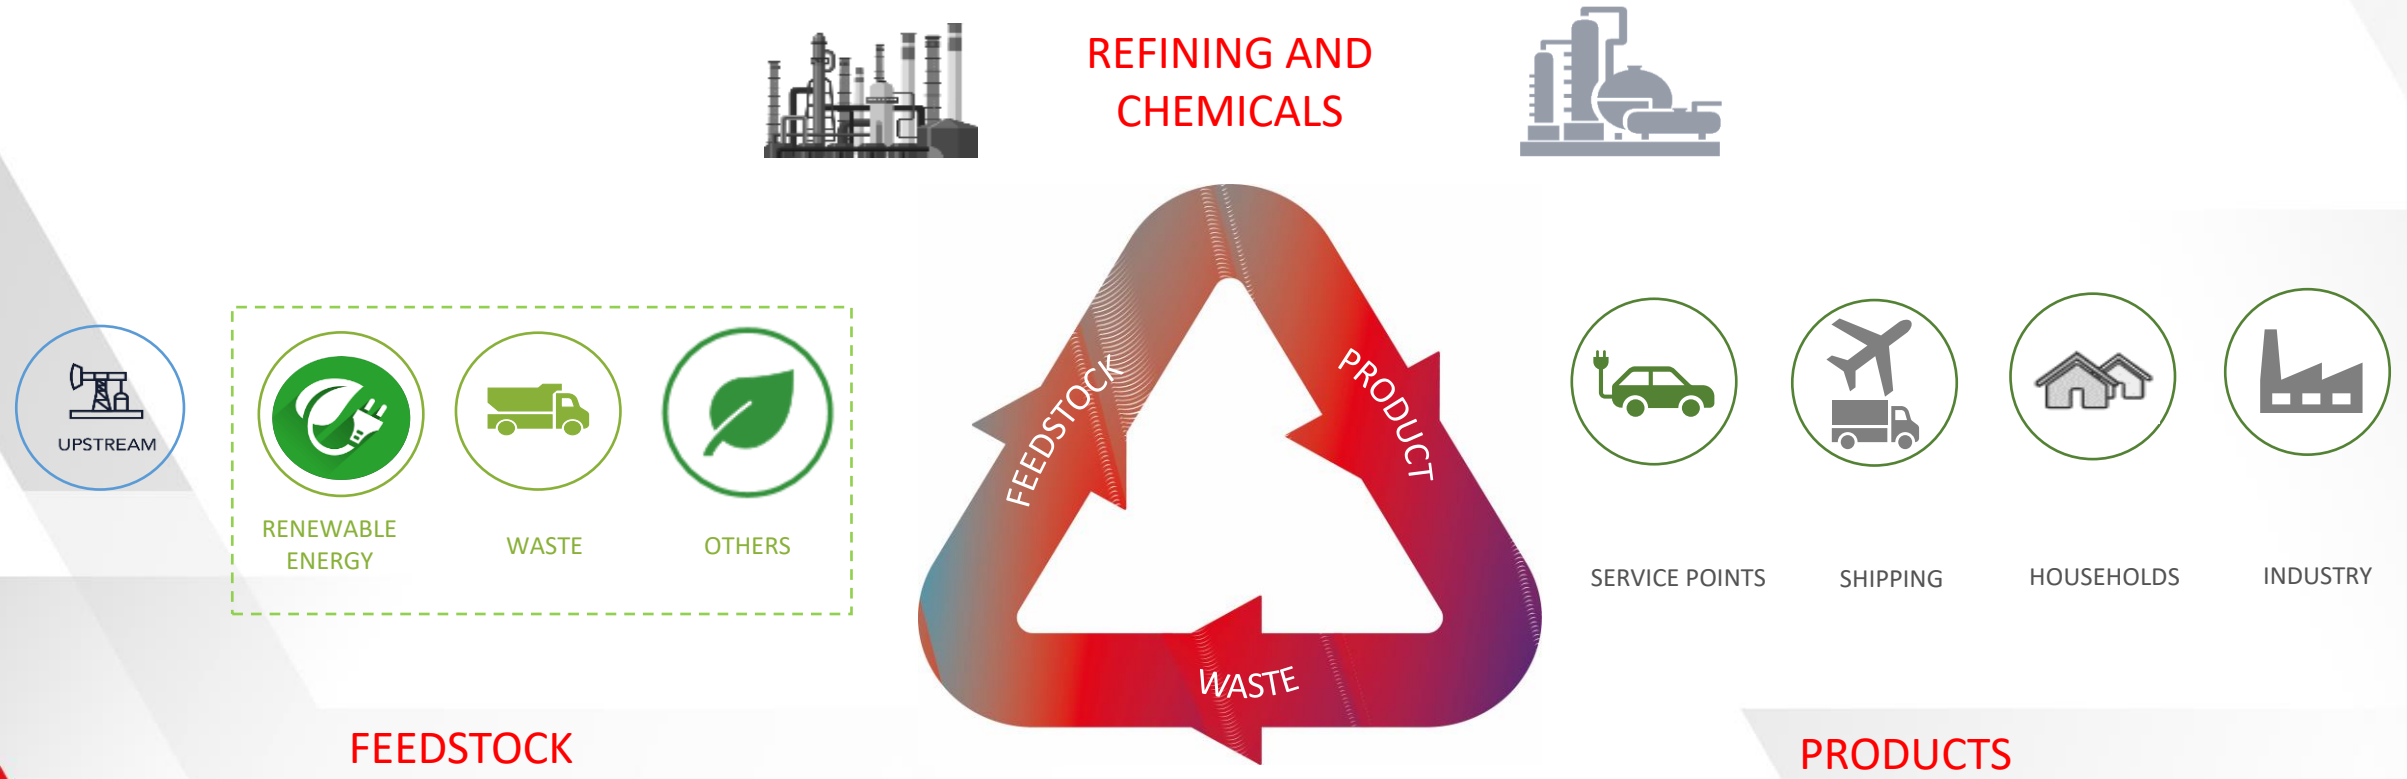 REFINING AND
CHEMICALS
UPSTREAM
RENEWABLE
ENERGY
WASTE
OTHERS
FEEDSTOCK
PRODUCT
WASTE
SERVICE POINTS
SHIPPING
HOUSEHOLDS
INDUSTRY
FEEDSTOCK
PRODUCTS